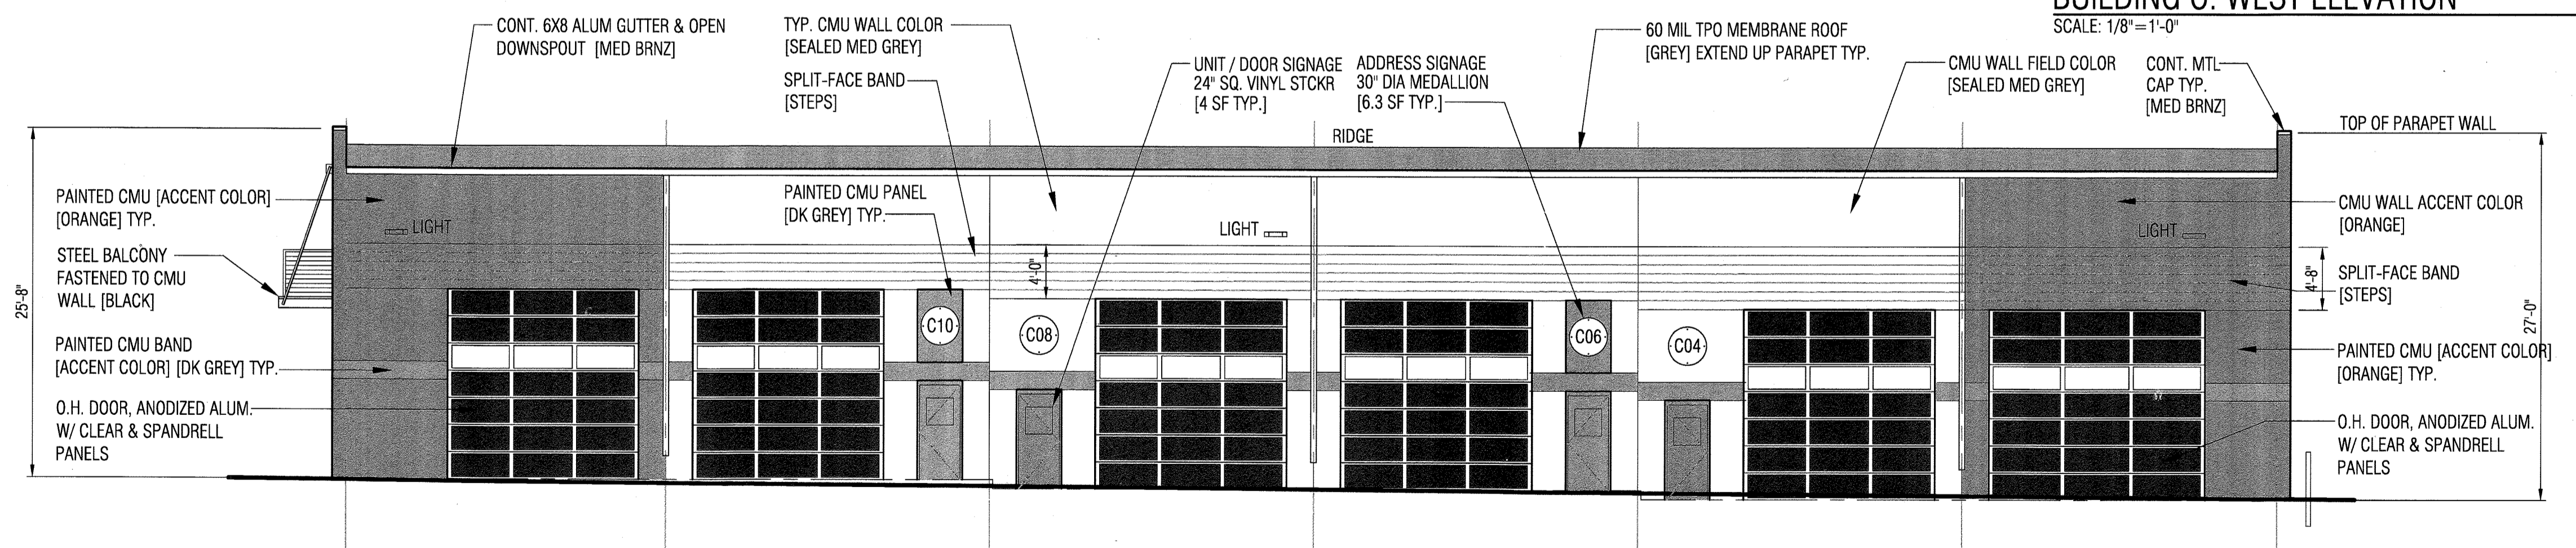 BUILDING C: WEST ELEVATION
SCALE: 1/8"=1'-0"
CONT. 6X8 ALUM GUTTER & OPEN
DOWNSPOUT [MED BRNZ]
TYP. CMU WALL COLOR
[SEALED MED GREY]
SPLIT-FACE BAND
[STEPS]
UNIT / DOOR SIGNAGE
24" SQ. VINYL STCKR
[4 SF TYP.]
ADDRESS SIGNAGE
30" DIA MEDALLION
[6.3 SF TYP.]
60 MIL TPO MEMBRANE ROOF
[GREY] EXTEND UP PARAPET TYP.
CMU WALL FIELD COLOR
[SEALED MED GREY]
CONT. MTL
CAP TYP.
[MED BRNZ]
TOP OF PARAPET WALL
RIDGE
PAINTED CMU [ACCENT COLOR]
[ORANGE] TYP.
STEEL BALCONY
FASTENED TO CMU
WALL [BLACK]
PAINTED CMU BAND
[ACCENT COLOR] [DK GREY] TYP.
O.H. DOOR, ANODIZED ALUM.
W/ CLEAR & SPANDRELL
PANELS
25'-8"
LIGHT
PAINTED CMU PANEL
[DK GREY] TYP.
LIGHT
4'-0"
C10
C08
C06
C04
LIGHT
CMU WALL ACCENT COLOR
[ORANGE]
4'-8"
SPLIT-FACE BAND
[STEPS]
27'-0"
PAINTED CMU [ACCENT COLOR]
[ORANGE] TYP.
O.H. DOOR, ANODIZED ALUM.
W/ CLEAR & SPANDRELL
PANELS